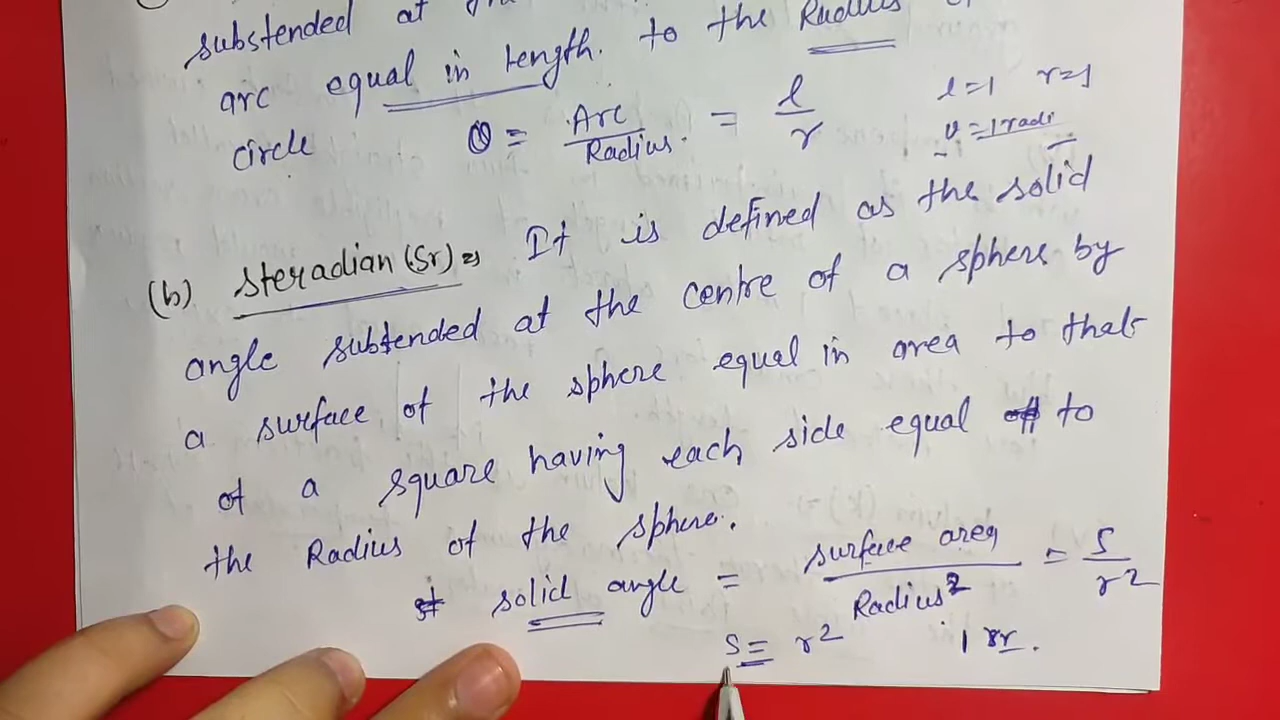 substended at
arc equal in length. to the Radius
circle θ = Arc / Radius. = l / r l=1 r=1
θ = 1 radi
(b) Steradian (Sr) ⇒ It is defined as the solid
angle subtended at the centre of a sphere by
a surface of the sphere equal in area to that
of a square having each side equal to
the Radius of the sphere.
solid angle = surface area / Radius² = S / r²
S = r² 1 sr.